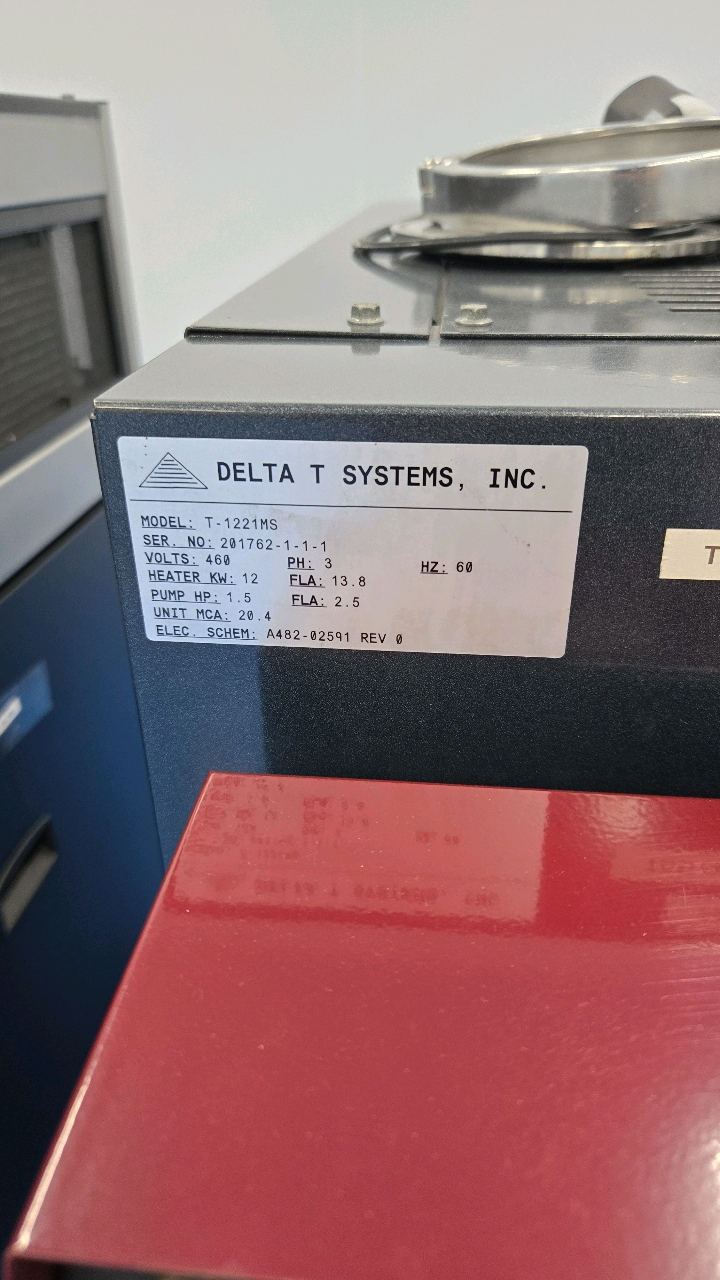 DELTA T SYSTEMS, INC.
MODEL: T-1221MS
SER. NO: 201762-1-1-1
VOLTS: 460 PH: 3 HZ: 60
HEATER KW: 12 FLA: 13.8
PUMP HP: 1.5 FLA: 2.5
UNIT MCA: 20.4
ELEC. SCHEM: A482-02591 REV 0
T